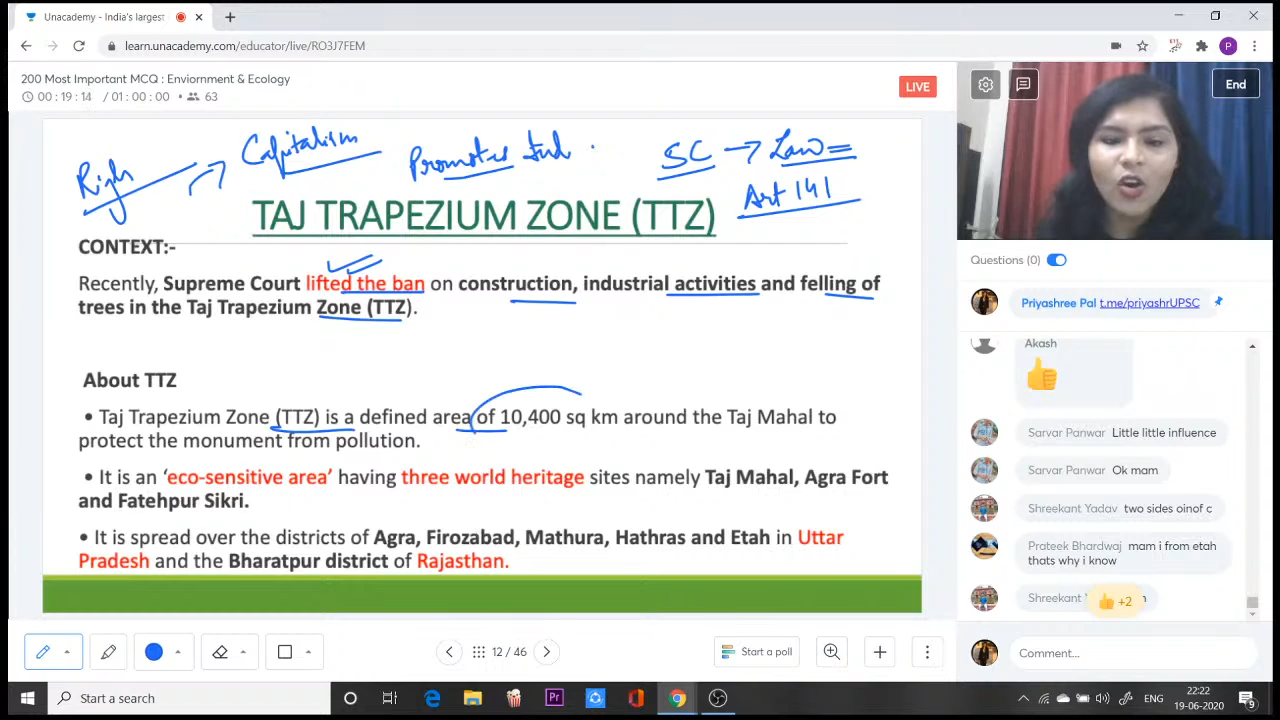 Unacademy - India's largest
learn.unacademy.com/educator/live/RO3J7FEM
200 Most Important MCQ : Enviornment & Ecology
00 : 19 : 14 / 01 : 00 : 00 • 63
LIVE
End
Capitalism
Promotes Ind
SC → Law =
Art 141
TAJ TRAPEZIUM ZONE (TTZ)
CONTEXT:-
Recently, Supreme Court lifted the ban on construction, industrial activities and felling of
trees in the Taj Trapezium Zone (TTZ).
About TTZ
• Taj Trapezium Zone (TTZ) is a defined area of 10,400 sq km around the Taj Mahal to
protect the monument from pollution.
• It is an ‘eco-sensitive area’ having three world heritage sites namely Taj Mahal, Agra Fort
and Fatehpur Sikri.
• It is spread over the districts of Agra, Firozabad, Mathura, Hathras and Etah in Uttar
Pradesh and the Bharatpur district of Rajasthan.
Questions (0)
Priyashree Pal t.me/priyashrUPSC
Akash
Sarvar Panwar Little little influence
Sarvar Panwar Ok mam
Shreekant Yadav two sides oinof c
Prateek Bhardwaj mam i from etah
thats why i know
Shreekant
+2
12 / 46
Start a poll
Comment...
Start a search
ENG
22:22
19-06-2020
9
P
Pr